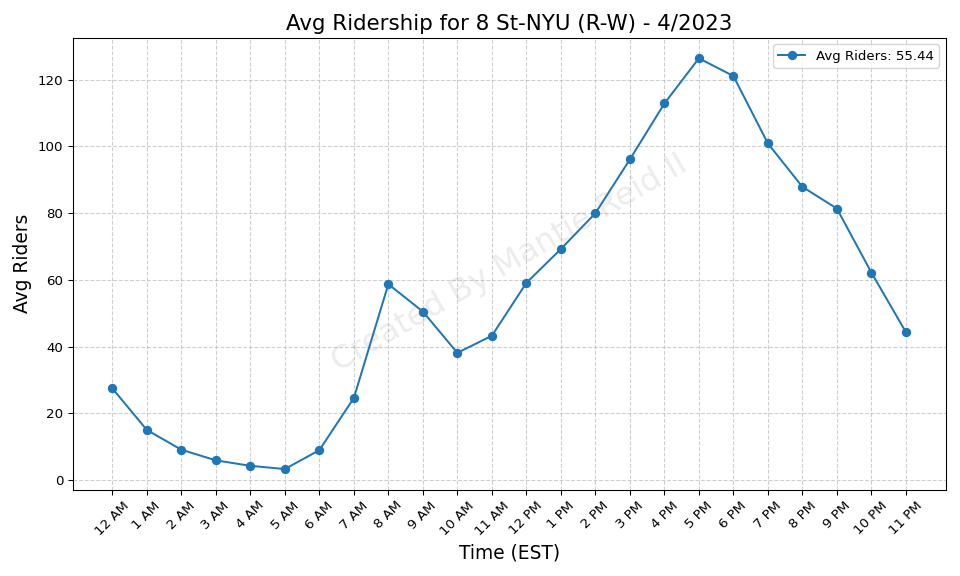 Avg Ridership for 8 St-NYU (R-W) - 4/2023
Avg Riders: 55.44
Avg Riders
120
100
80
60
40
20
0
Created By Mantle Reid II
12 AM
1 AM
2 AM
3 AM
4 AM
5 AM
6 AM
7 AM
8 AM
9 AM
10 AM
11 AM
12 PM
1 PM
2 PM
3 PM
4 PM
5 PM
6 PM
7 PM
8 PM
9 PM
10 PM
11 PM
Time (EST)